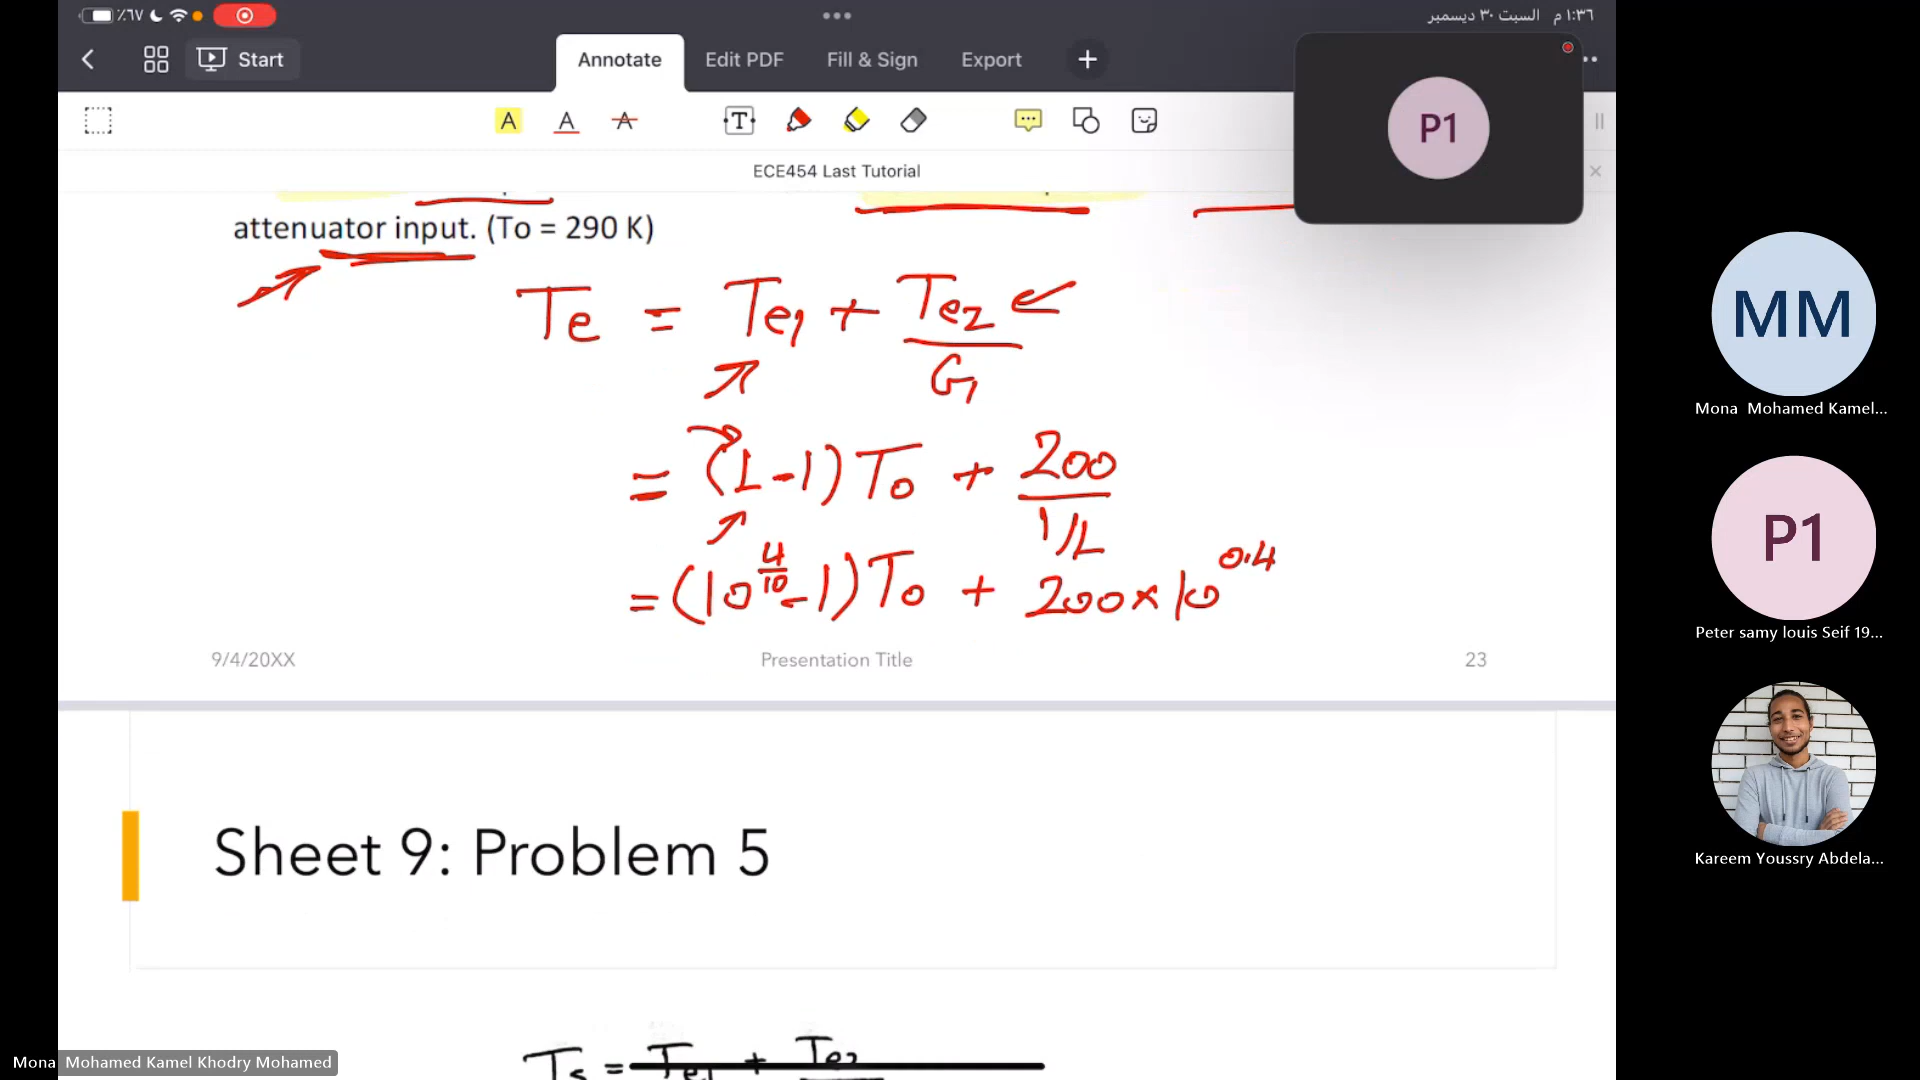 ٪٦٧
١:٣٦ م السبت ٣٠ ديسمبر
Start
Annotate
Edit PDF
Fill & Sign
Export
A A A T
ECE454 Last Tutorial
P1
attenuator input. (To = 290 K)
Te = Te1 + Te2 / G1
= (L-1) To + 200 / 1/L
= (10^4/10 - 1) To + 200 × 10^0.4
9/4/20XX
Presentation Title
23
Sheet 9: Problem 5
Ts = Te1 + Te2
MM
Mona Mohamed Kamel...
P1
Peter samy louis Seif 19...
Kareem Youssry Abdela...
Mona Mohamed Kamel Khodry Mohamed